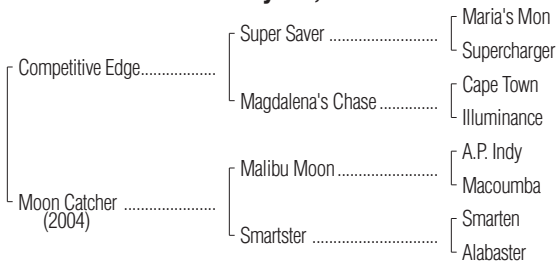 Maria's Mon
Super Saver ..........................
Supercharger
Competitive Edge..................
Cape Town
Magdalena's Chase ..............
Illuminance
A.P. Indy
Malibu Moon ........................
Macoumba
Moon Catcher ......................
(2004)
Smarten
Smartster ..............................
Alabaster